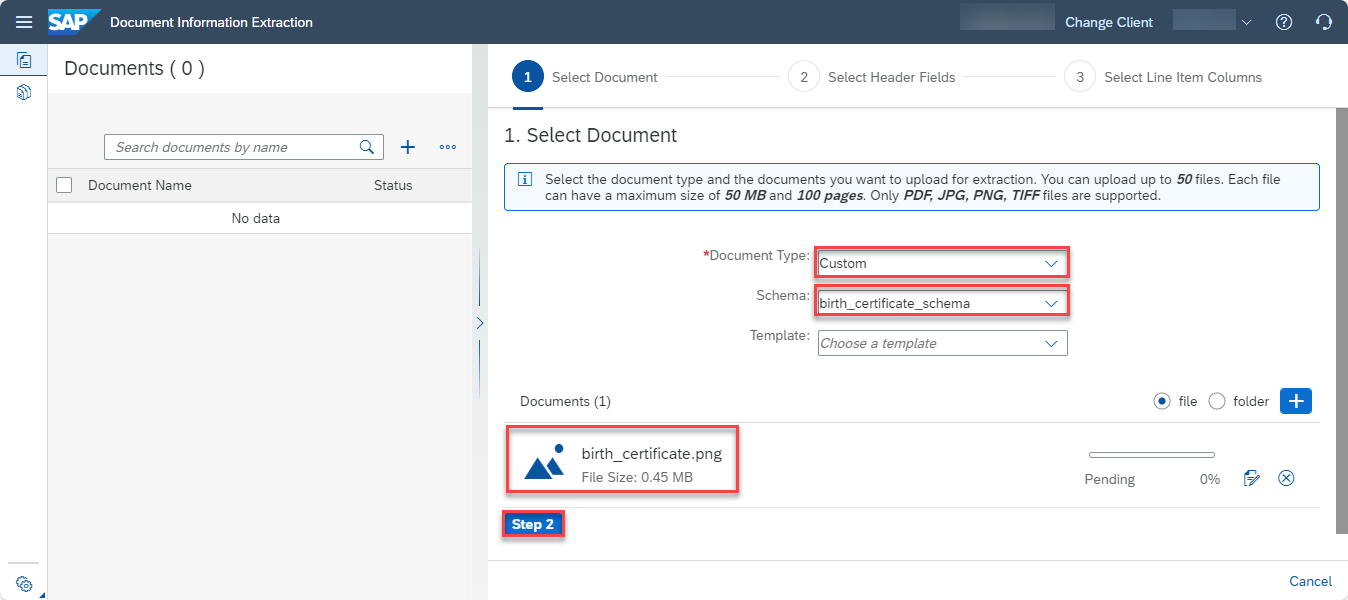 SAP Document Information Extraction
Change Client
Documents ( 0 )
Search documents by name
Document Name Status
No data
1 Select Document 2 Select Header Fields 3 Select Line Item Columns
1. Select Document
Select the document type and the documents you want to upload for extraction. You can upload up to 50 files. Each file
can have a maximum size of 50 MB and 100 pages. Only PDF, JPG, PNG, TIFF files are supported.
*Document Type: Custom
Schema: birth_certificate_schema
Template: Choose a template
Documents (1) file folder
birth_certificate.png
File Size: 0.45 MB
Pending 0%
Step 2
Cancel